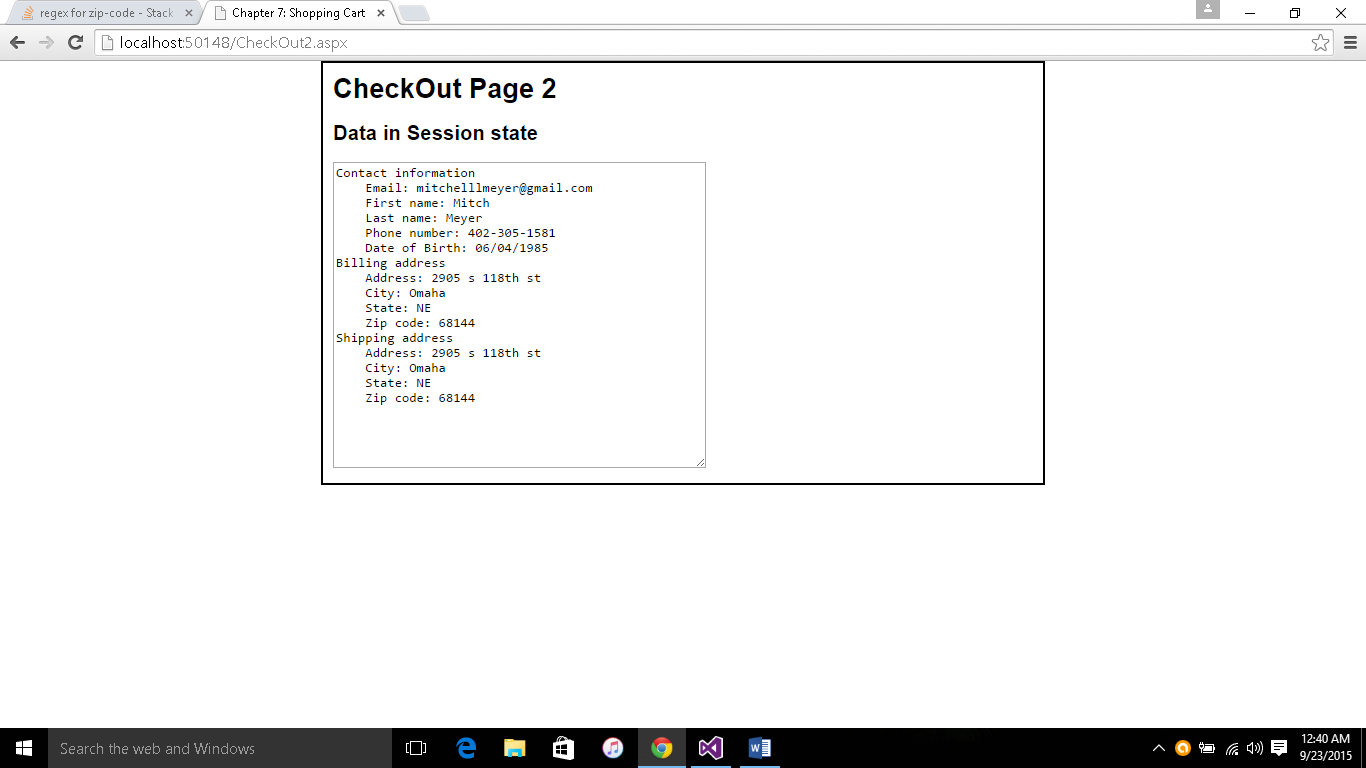 regex for zip-code - Stack
Chapter 7: Shopping Cart
localhost:50148/CheckOut2.aspx
CheckOut Page 2
Data in Session state
Contact information
Email: mitchelllmeyer@gmail.com
First name: Mitch
Last name: Meyer
Phone number: 402-305-1581
Date of Birth: 06/04/1985
Billing address
Address: 2905 s 118th st
City: Omaha
State: NE
Zip code: 68144
Shipping address
Address: 2905 s 118th st
City: Omaha
State: NE
Zip code: 68144
Search the web and Windows
12:40 AM
9/23/2015